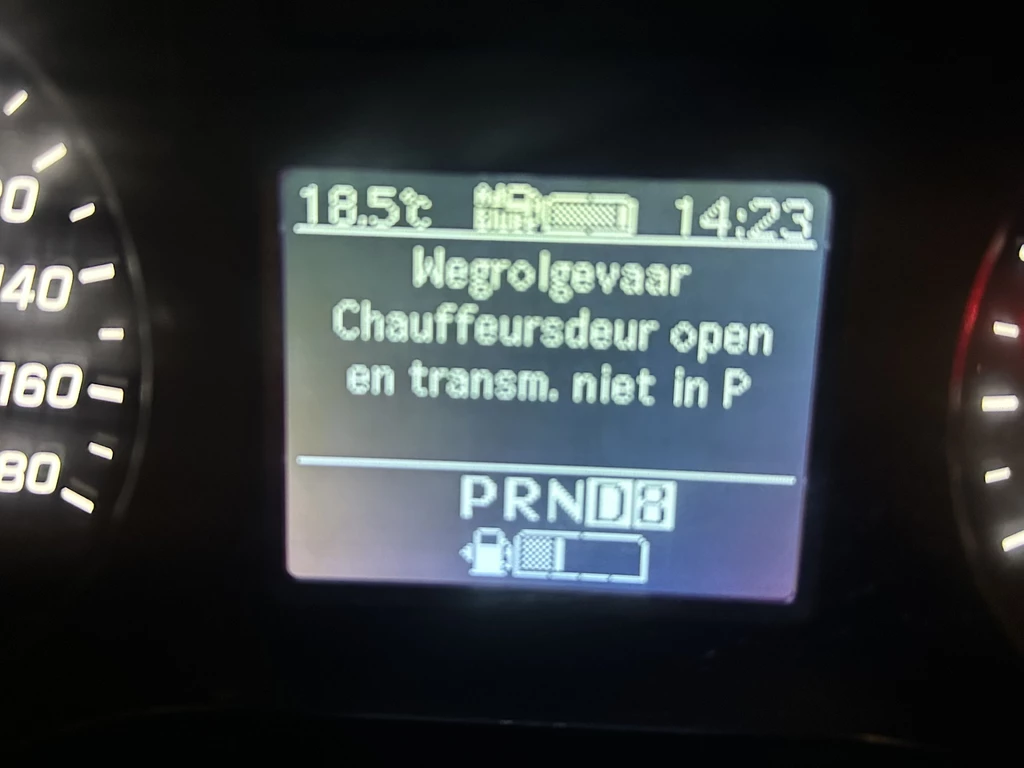 18.5°C 14:23
Wegrolgevaar
Chauffeursdeur open
en transm. niet in P
PRND8
140
160